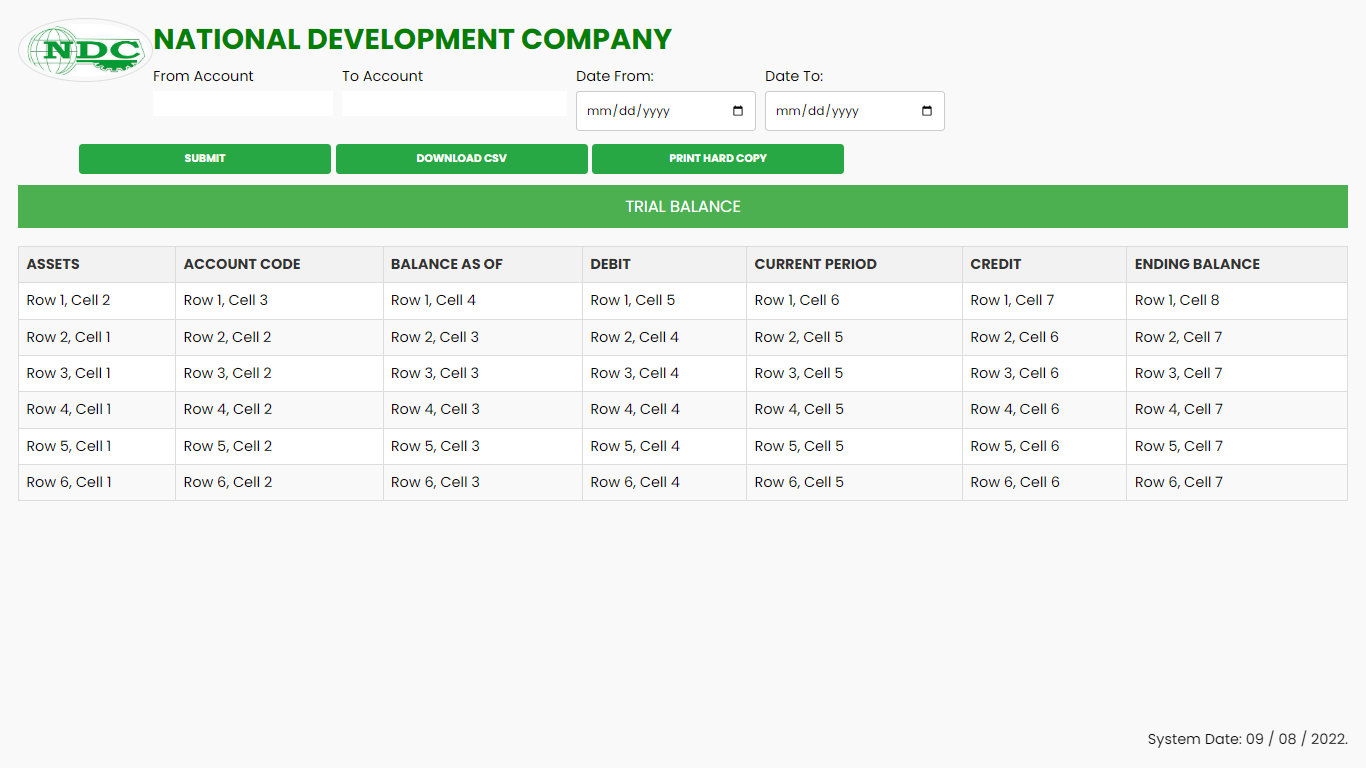 NDC
NATIONAL DEVELOPMENT COMPANY
From Account To Account Date From: Date To:
mm/dd/yyyy mm/dd/yyyy
SUBMIT DOWNLOAD CSV PRINT HARD COPY
TRIAL BALANCE
ASSETS ACCOUNT CODE BALANCE AS OF DEBIT CURRENT PERIOD CREDIT ENDING BALANCE
Row 1, Cell 2 Row 1, Cell 3 Row 1, Cell 4 Row 1, Cell 5 Row 1, Cell 6 Row 1, Cell 7 Row 1, Cell 8
Row 2, Cell 1 Row 2, Cell 2 Row 2, Cell 3 Row 2, Cell 4 Row 2, Cell 5 Row 2, Cell 6 Row 2, Cell 7
Row 3, Cell 1 Row 3, Cell 2 Row 3, Cell 3 Row 3, Cell 4 Row 3, Cell 5 Row 3, Cell 6 Row 3, Cell 7
Row 4, Cell 1 Row 4, Cell 2 Row 4, Cell 3 Row 4, Cell 4 Row 4, Cell 5 Row 4, Cell 6 Row 4, Cell 7
Row 5, Cell 1 Row 5, Cell 2 Row 5, Cell 3 Row 5, Cell 4 Row 5, Cell 5 Row 5, Cell 6 Row 5, Cell 7
Row 6, Cell 1 Row 6, Cell 2 Row 6, Cell 3 Row 6, Cell 4 Row 6, Cell 5 Row 6, Cell 6 Row 6, Cell 7
System Date: 09 / 08 / 2022.